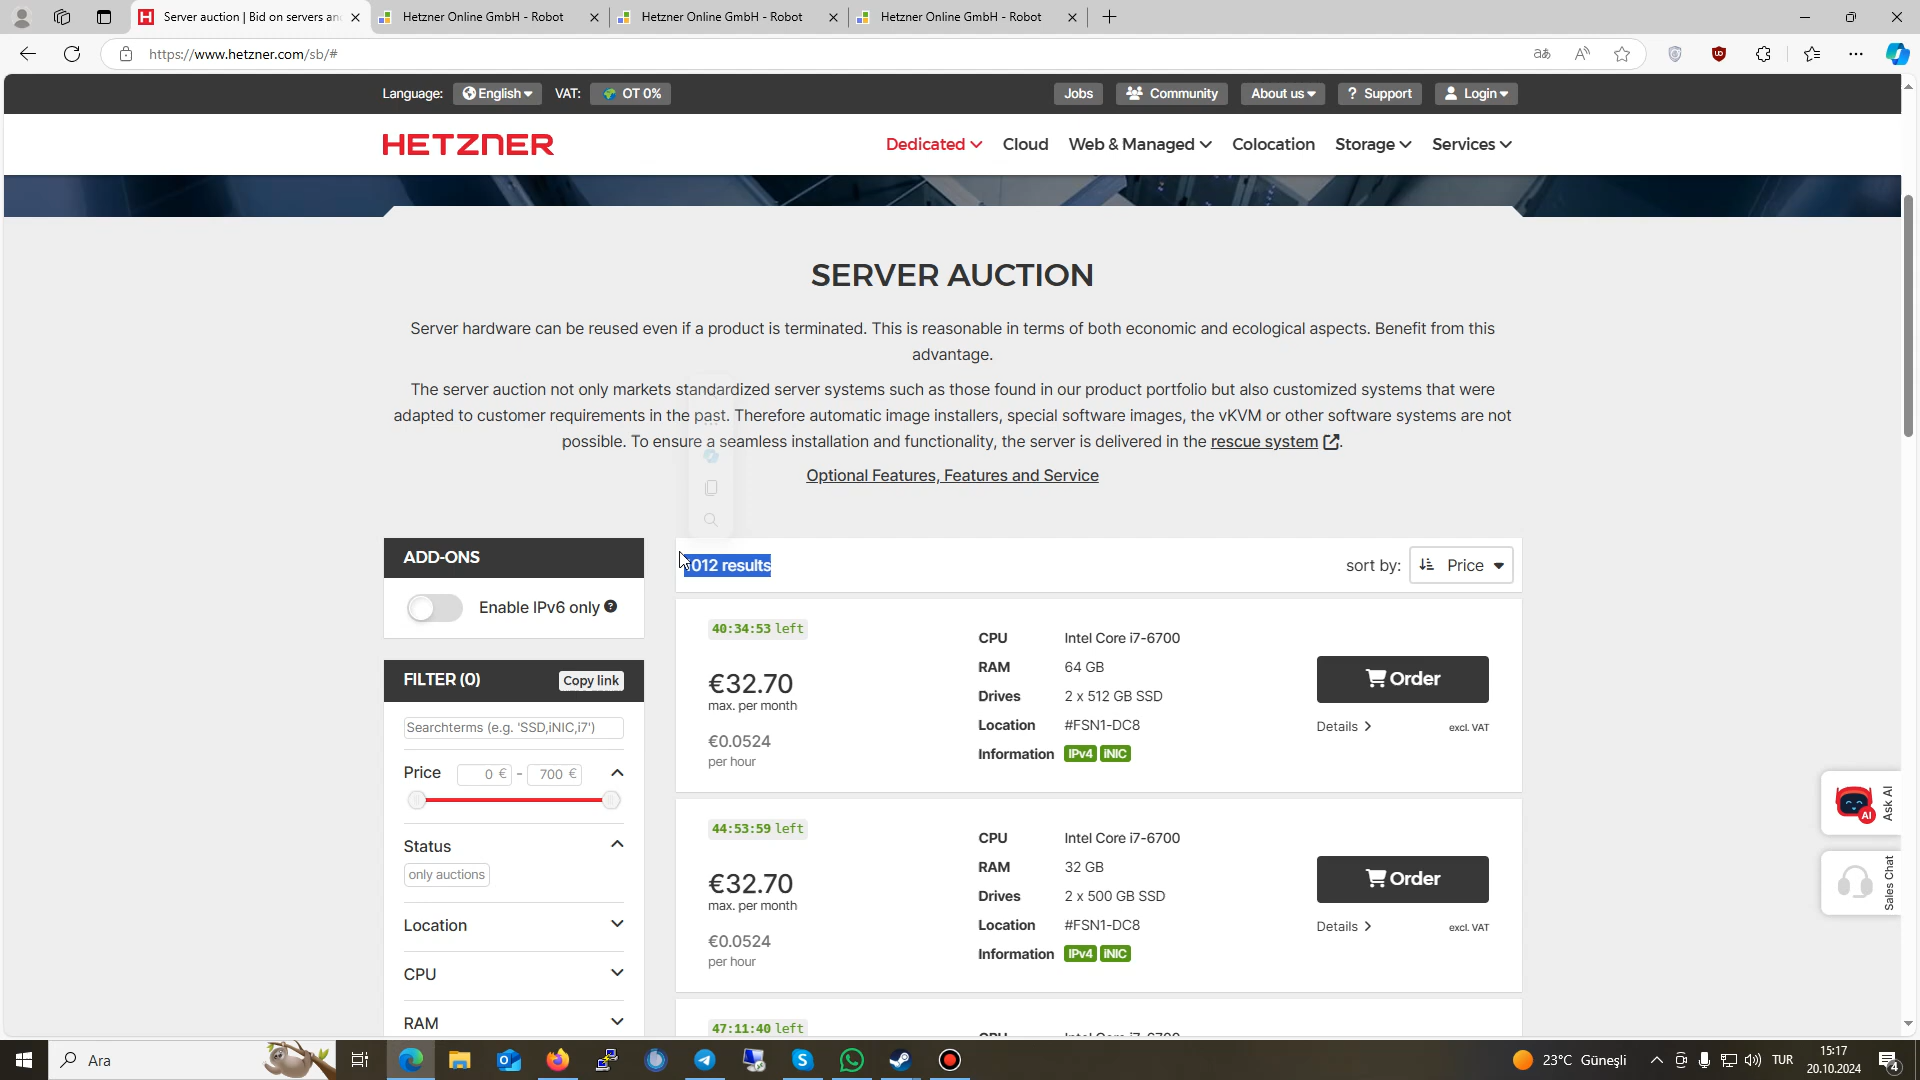 Server auction | Bid on servers an
Hetzner Online GmbH - Robot
Hetzner Online GmbH - Robot
Hetzner Online GmbH - Robot
https://www.hetzner.com/sb/#
Language: English VAT: OT 0%
Jobs Community About us ? Support Login
HETZNER
Dedicated Cloud Web & Managed Colocation Storage Services
SERVER AUCTION
Server hardware can be reused even if a product is terminated. This is reasonable in terms of both economic and ecological aspects. Benefit from this
advantage.
The server auction not only markets standardized server systems such as those found in our product portfolio but also customized systems that were
adapted to customer requirements in the past. Therefore automatic image installers, special software images, the vKVM or other software systems are not
possible. To ensure a seamless installation and functionality, the server is delivered in the rescue system.
Optional Features, Features and Service
ADD-ONS
Enable IPv6 only ?
FILTER (0) Copy link
Searchterms (e.g. 'SSD,iNIC,i7')
Price 0 € - 700 €
Status
only auctions
Location
CPU
RAM
012 results
sort by: Price
40:34:53 left
€32.70
max. per month
€0.0524
per hour
CPU Intel Core i7-6700
RAM 64 GB
Drives 2 x 512 GB SSD
Location #FSN1-DC8
Information IPv4 iNIC
Order
Details
excl. VAT
44:53:59 left
€32.70
max. per month
€0.0524
per hour
CPU Intel Core i7-6700
RAM 32 GB
Drives 2 x 500 GB SSD
Location #FSN1-DC8
Information IPv4 iNIC
Order
Details
excl. VAT
47:11:40 left
AI
Ask AI
Sales Chat
Ara
23°C Güneşli
TUR
15:17
20.10.2024
4